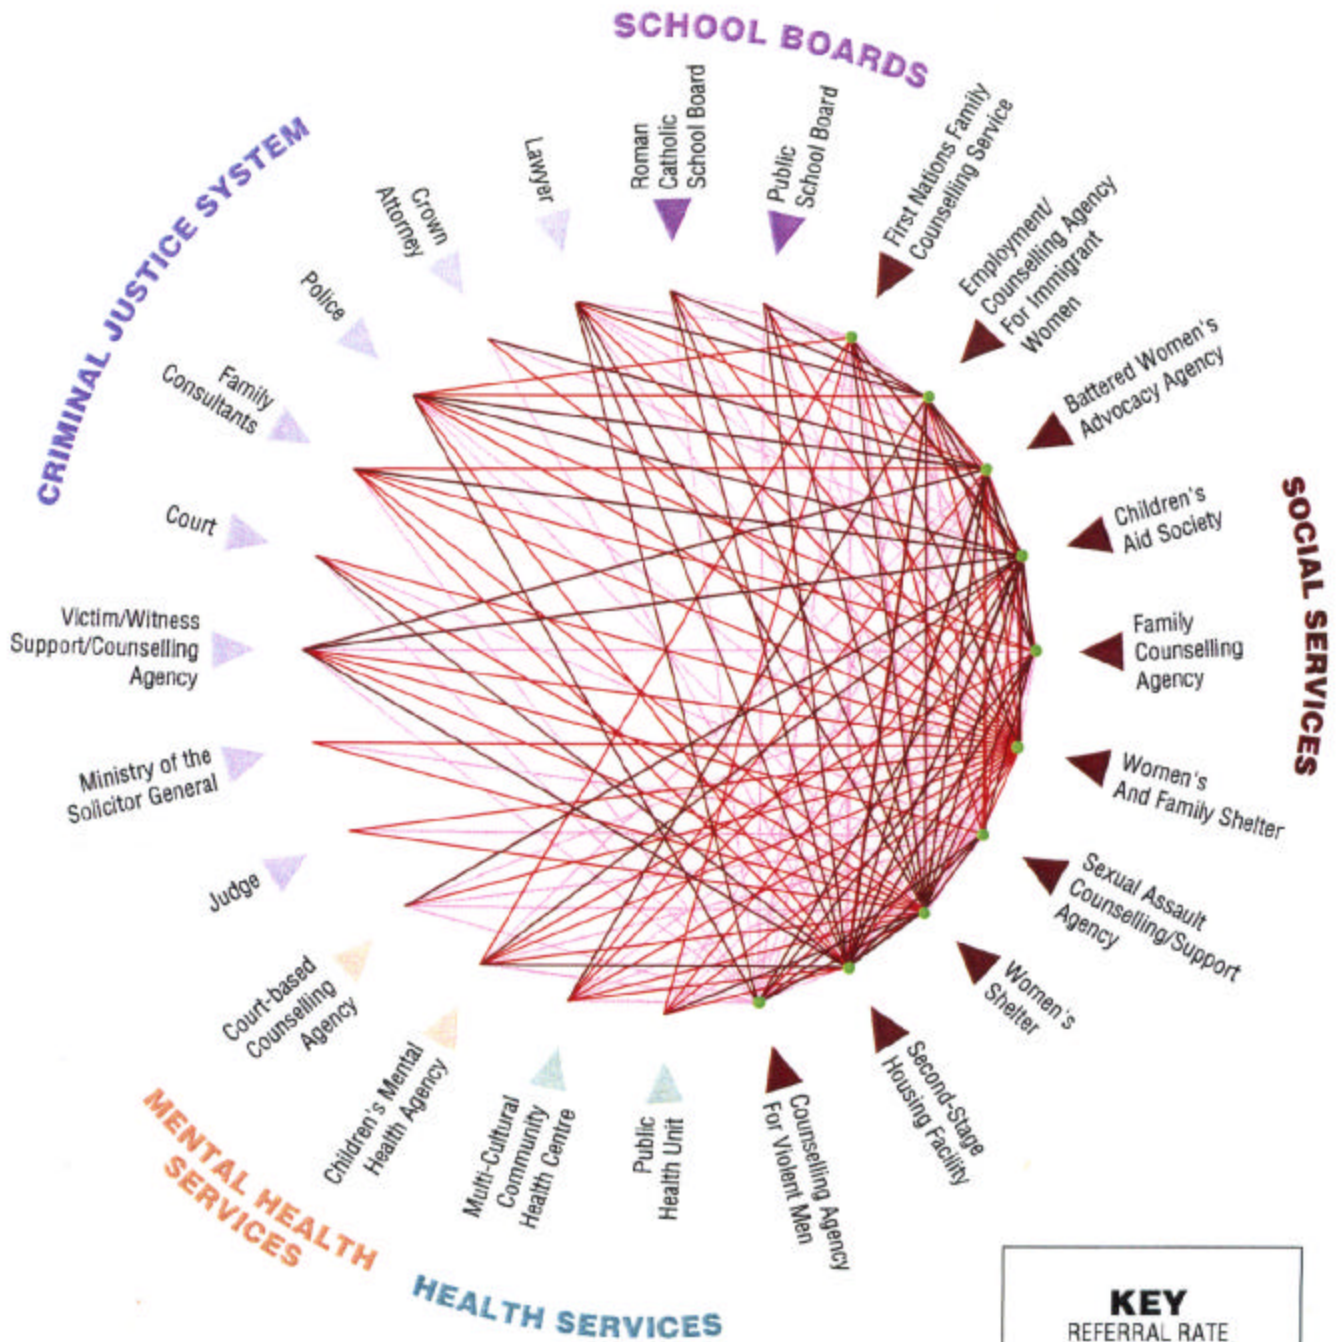 SCHOOL BOARDS
CRIMINAL JUSTICE SYSTEM
Lawyer
Roman
Catholic
School Board
Public
School Board
First Nations Family
Counselling Service
Employment/
Counselling Agency
For Immigrant
Women
Battered Women's
Advocacy Agency
Children's
Aid Society
SOCIAL SERVICES
Family
Counselling
Agency
Women's
And Family Shelter
Sexual Assault
Counselling/Support
Agency
Women's
Shelter
Second-Stage
Housing Facility
Counselling Agency
For Violent Men
Public
Health Unit
Multi-Cultural
Community
Health Centre
HEALTH SERVICES
Children's Mental
Health Agency
Court-based
Counselling
Agency
MENTAL HEALTH
SERVICES
Judge
Ministry of the
Solicitor General
Victim/Witness
Support/Counselling
Agency
Court
Family
Consultants
Police
Crown
Attorney
KEY
REFERRAL RATE